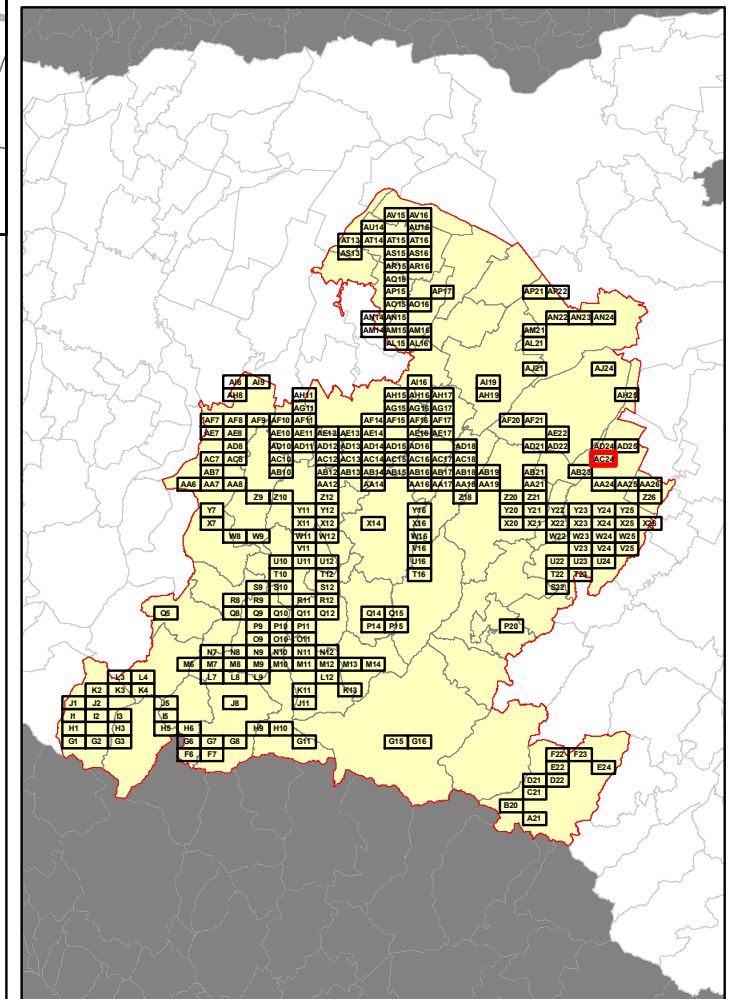 AV15 AV16
AU14 AU16
AT13 AT14 AT15 AT16
AS13 AS15 AS16
AR15 AR16
AQ15
AP15 AP17 AP21 AP22
AO15 AO16
AN14 AN15 AN22 AN23 AN24
AM14 AM15 AM16 AM21
AL15 AL16 AL21
AJ21 AJ24
AI8 AI9 AI16 AI19
AH8 AH11 AH15 AH16 AH17 AH19 AH25
AG11 AG15 AG16 AG17
AF7 AF8 AF9 AF10 AF11 AF14 AF15 AF16 AF17 AF20 AF21
AE7 AE8 AE10 AE11 AE12 AE13 AE14 AE16 AE17 AE22
AD8 AD10 AD11 AD12 AD13 AD14 AD15 AD16 AD18 AD21 AD22 AD24 AD25
AC7 AC8 AC10 AC12 AC13 AC14 AC15 AC16 AC17 AC18 AC24
AB7 AB10 AB12 AB13 AB14 AB15 AB16 AB17 AB18 AB19 AB21 AB23
AA6 AA7 AA8 AA12 AA14 AA16 AA17 AA18 AA19 AA21 AA24 AA25 AA26
Z9 Z10 Z12 Z18 Z20 Z21 Z26
Y7 Y11 Y12 Y16 Y20 Y21 Y22 Y23 Y24 Y25
X7 X11 X12 X14 X16 X20 X21 X22 X23 X24 X25 X26
W8 W9 W11 W12 W16 W22 W23 W24 W25
V11 V16 V23 V24 V25
U10 U11 U12 U16 U22 U23 U24
T10 T12 T16 T22 T23
S9 S10 S12 S22
R8 R9 R11 R12
Q5 Q8 Q9 Q10 Q11 Q12 Q14 Q15
P9 P10 P11 P14 P15 P20
O9 O10 O11
N7 N8 N9 N10 N11 N12
M6 M7 M8 M9 M10 M11 M12 M13 M14
L3 L4 L7 L8 L9 L12
K2 K3 K4 K11 K13
J1 J2 J5 J8 J11
I1 I2 I3 I5
H1 H3 H5 H6 H9 H10
G1 G2 G3 G6 G7 G8 G11 G15 G16
F6 F7 F22 F23
E22 E24
D21 D22
C21
B20
A21